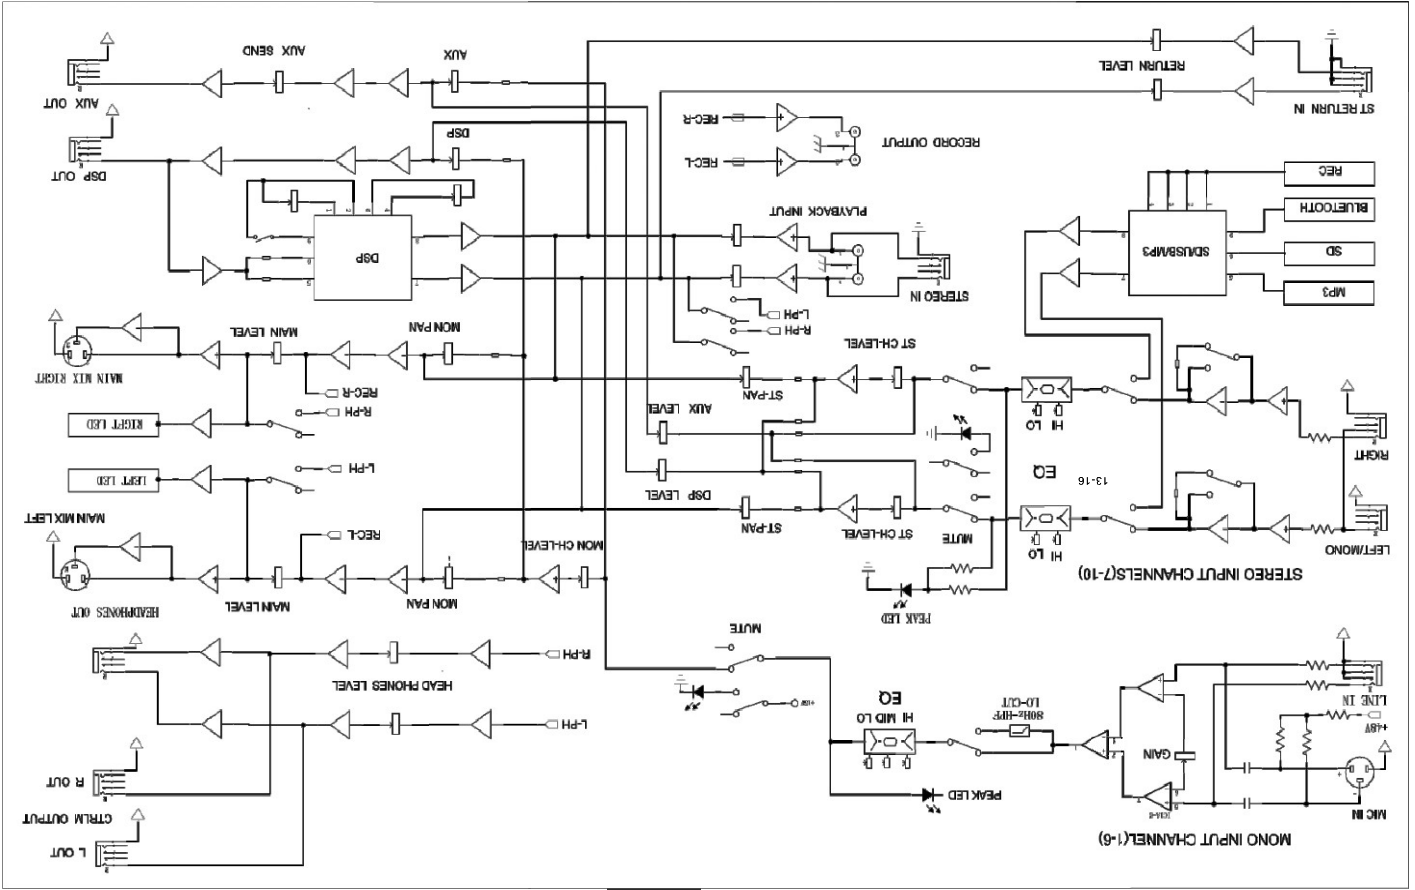 MONO INPUT CHANNEL(1-6)
MIC IN
IC1A-B
PEAK LED
L OUT
CTRLM OUTPUT
+48V
GAIN
R OUT
LINE IN
80Hz-HPF
LO-CUT
EQ
HI MID LO
L-PH
MUTE
HEAD PHONES LEVEL
R-PH
STEREO INPUT CHANNELS(7-10)
PEAK LED
HEADPHONES OUT
MAIN LEVEL
MON PAN
LEFT/MONO
HI
LO
MUTE
ST CH-LEVEL
ST-PAN
MON CH-LEVEL
REC-L
MAIN MIX LEFT
DSP LEVEL
13-16
EQ
RIGHT
L-PH
LEFT LED
HI
LO
AUX LEVEL
ST-PAN
R-PH
RIGFT LED
REC-R
MAIN MIX RIGHT
ST CH-LEVEL
R-PH
L-PH
MON PAN
MAIN LEVEL
MP3
SD
BLUETOOTH
REC
SD/USB/MP3
STEREO IN
PLAYBACK INPUT
DSP
DSP OUT
RECORD OUTPUT
REC-L
REC-R
DSP
ST RETURN IN
RETURN LEVEL
AUX
AUX SEND
AUX OUT